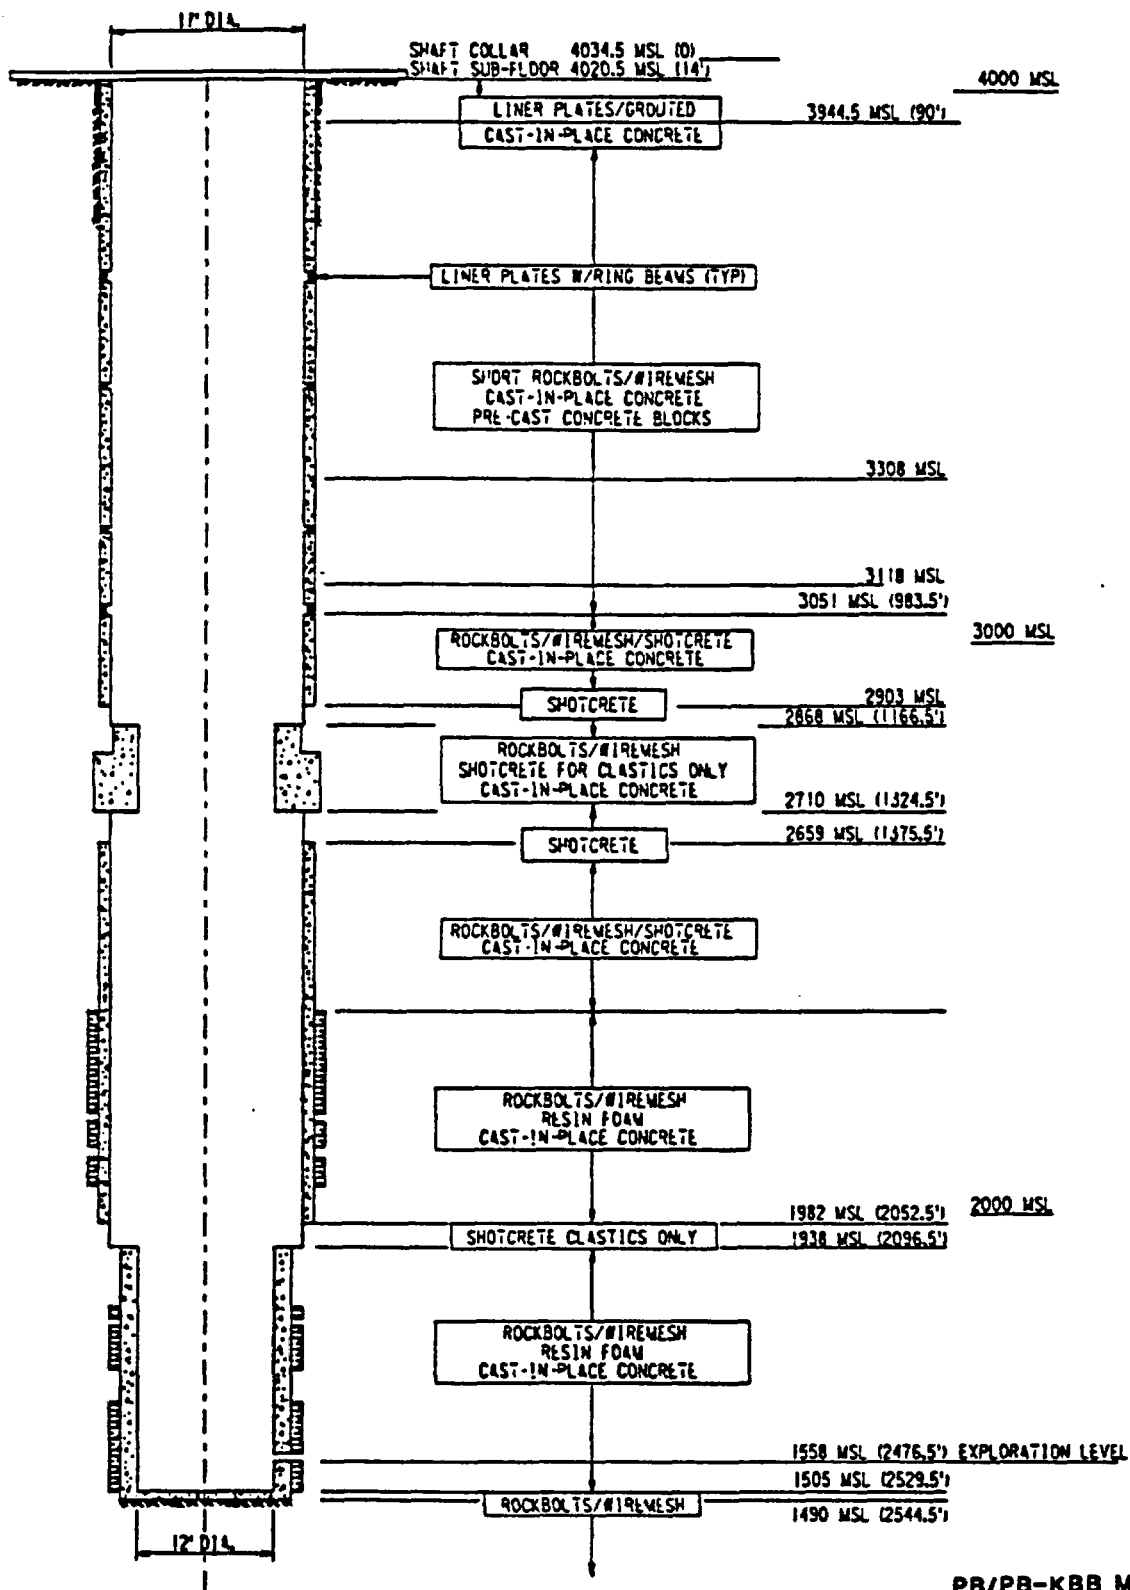 17' DIA.
SHAFT COLLAR 4034.5 MSL (0)
SHAFT SUB-FLOOR 4020.5 MSL (14')
4000 MSL
LINER PLATES/GROUTED
3944.5 MSL (90')
CAST-IN-PLACE CONCRETE
LINER PLATES W/RING BEAMS (TYP)
SHORT ROCKBOLTS/WIREMESH
CAST-IN-PLACE CONCRETE
PRE-CAST CONCRETE BLOCKS
3308 MSL
3118 MSL
3051 MSL (983.5')
3000 MSL
ROCKBOLTS/WIREMESH/SHOTCRETE
CAST-IN-PLACE CONCRETE
2903 MSL
SHOTCRETE
2868 MSL (1166.5')
ROCKBOLTS/WIREMESH
SHOTCRETE FOR CLASTICS ONLY
CAST-IN-PLACE CONCRETE
2710 MSL (1324.5')
2659 MSL (1375.5')
SHOTCRETE
ROCKBOLTS/WIREMESH/SHOTCRETE
CAST-IN-PLACE CONCRETE
ROCKBOLTS/WIREMESH
RESIN FOAM
CAST-IN-PLACE CONCRETE
1982 MSL (2052.5')
2000 MSL
SHOTCRETE CLASTICS ONLY
1938 MSL (2096.5')
ROCKBOLTS/WIREMESH
RESIN FOAM
CAST-IN-PLACE CONCRETE
1558 MSL (2476.5') EXPLORATION LEVEL
1505 MSL (2529.5')
ROCKBOLTS/WIREMESH
1490 MSL (2544.5')
12' DIA.
PB/PB-KBB M